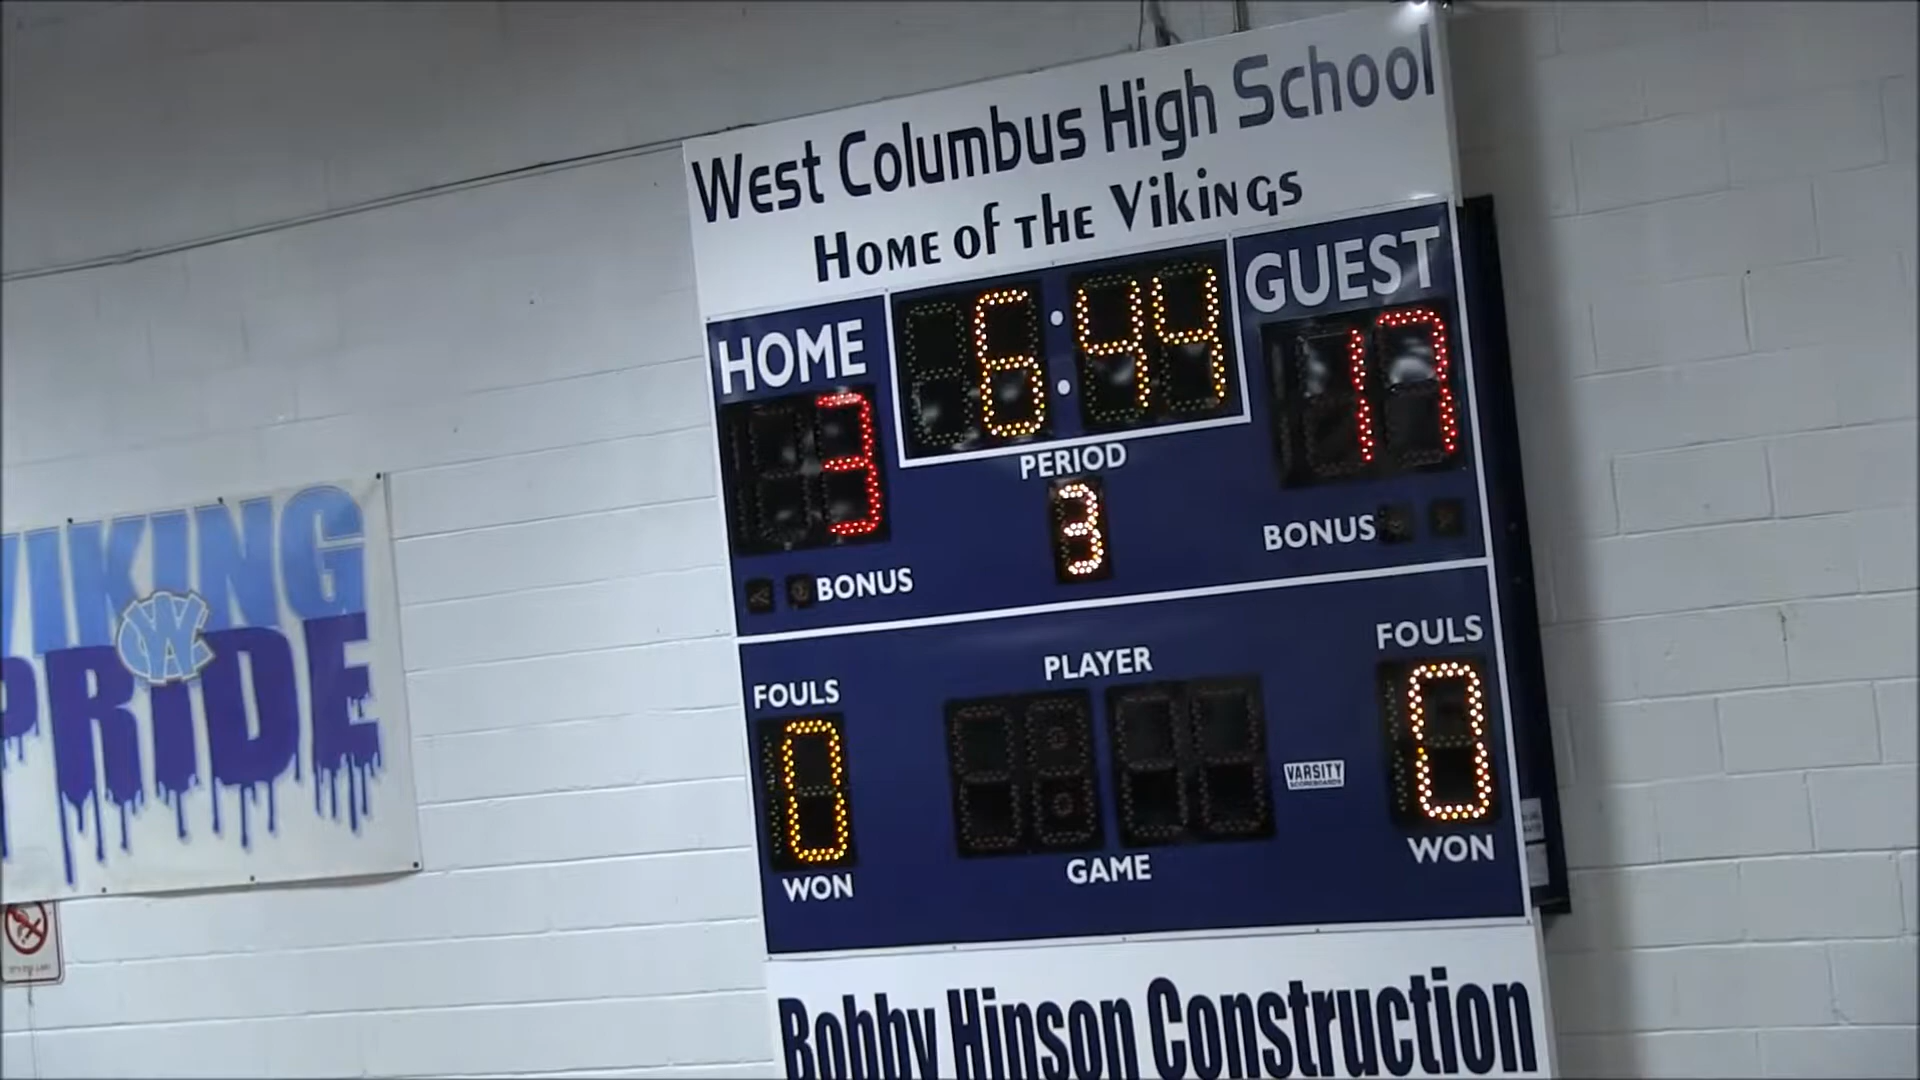 West Columbus High School
Home of the Vikings
HOME
6:44
GUEST
3
17
PERIOD
3
BONUS
BONUS
VIKING
WC
PRIDE
PLAYER
FOULS
FOULS
0
0
VARSITY
SCOREBOARDS
WON
GAME
WON
Bobby Hinson Construction